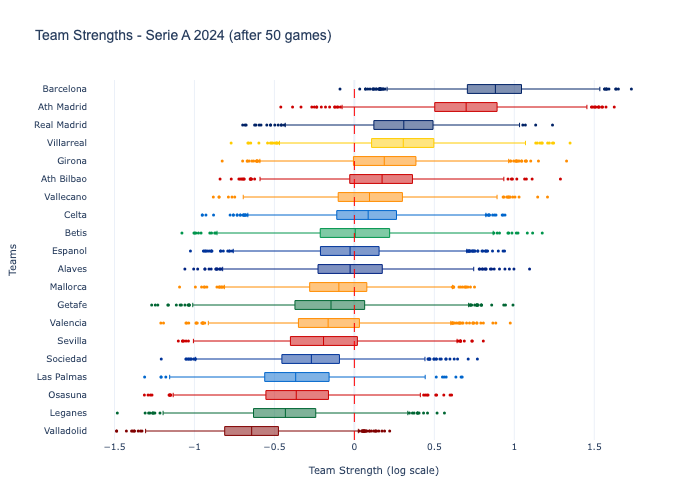 Team Strengths - Serie A 2024 (after 50 games)
Barcelona
Ath Madrid
Real Madrid
Villarreal
Girona
Ath Bilbao
Vallecano
Celta
Betis
Espanol
Alaves
Mallorca
Getafe
Valencia
Sevilla
Sociedad
Las Palmas
Osasuna
Leganes
Valladolid
Teams
−1.5 −1 −0.5 0 0.5 1 1.5
Team Strength (log scale)